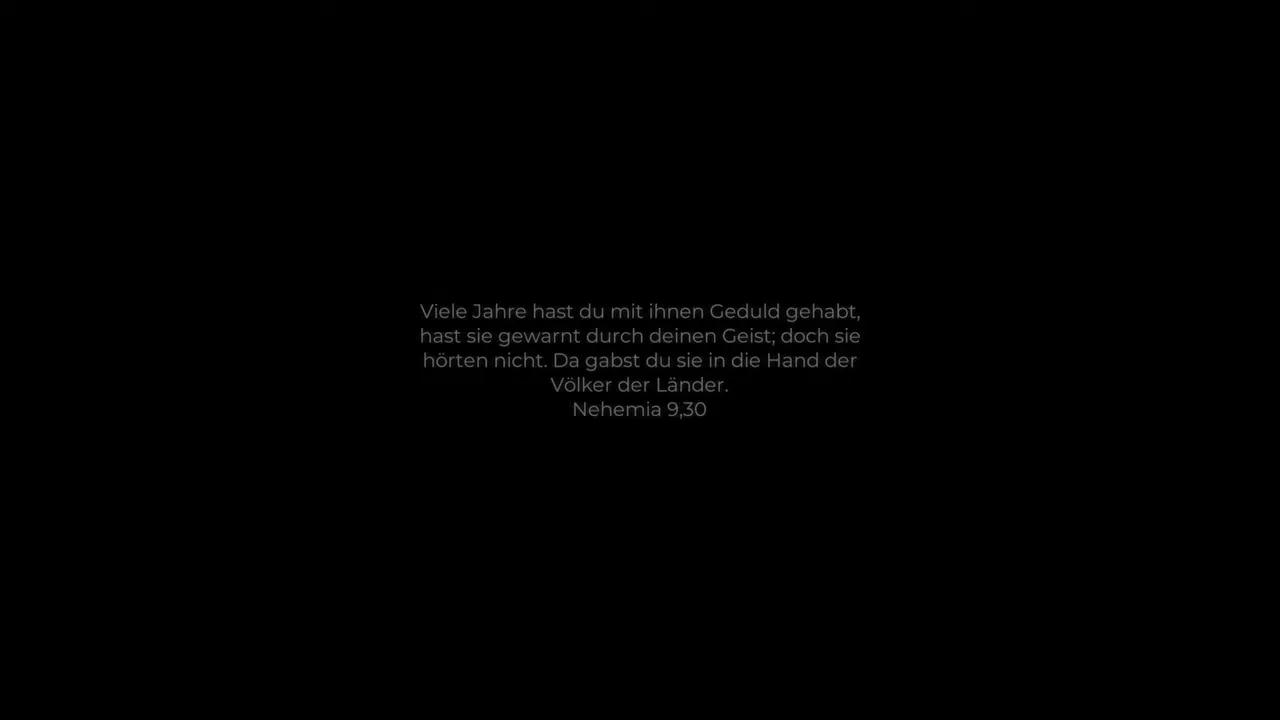 Viele Jahre hast du mit ihnen Geduld gehabt,
hast sie gewarnt durch deinen Geist; doch sie
hörten nicht. Da gabst du sie in die Hand der
Völker der Länder.
Nehemia 9,30